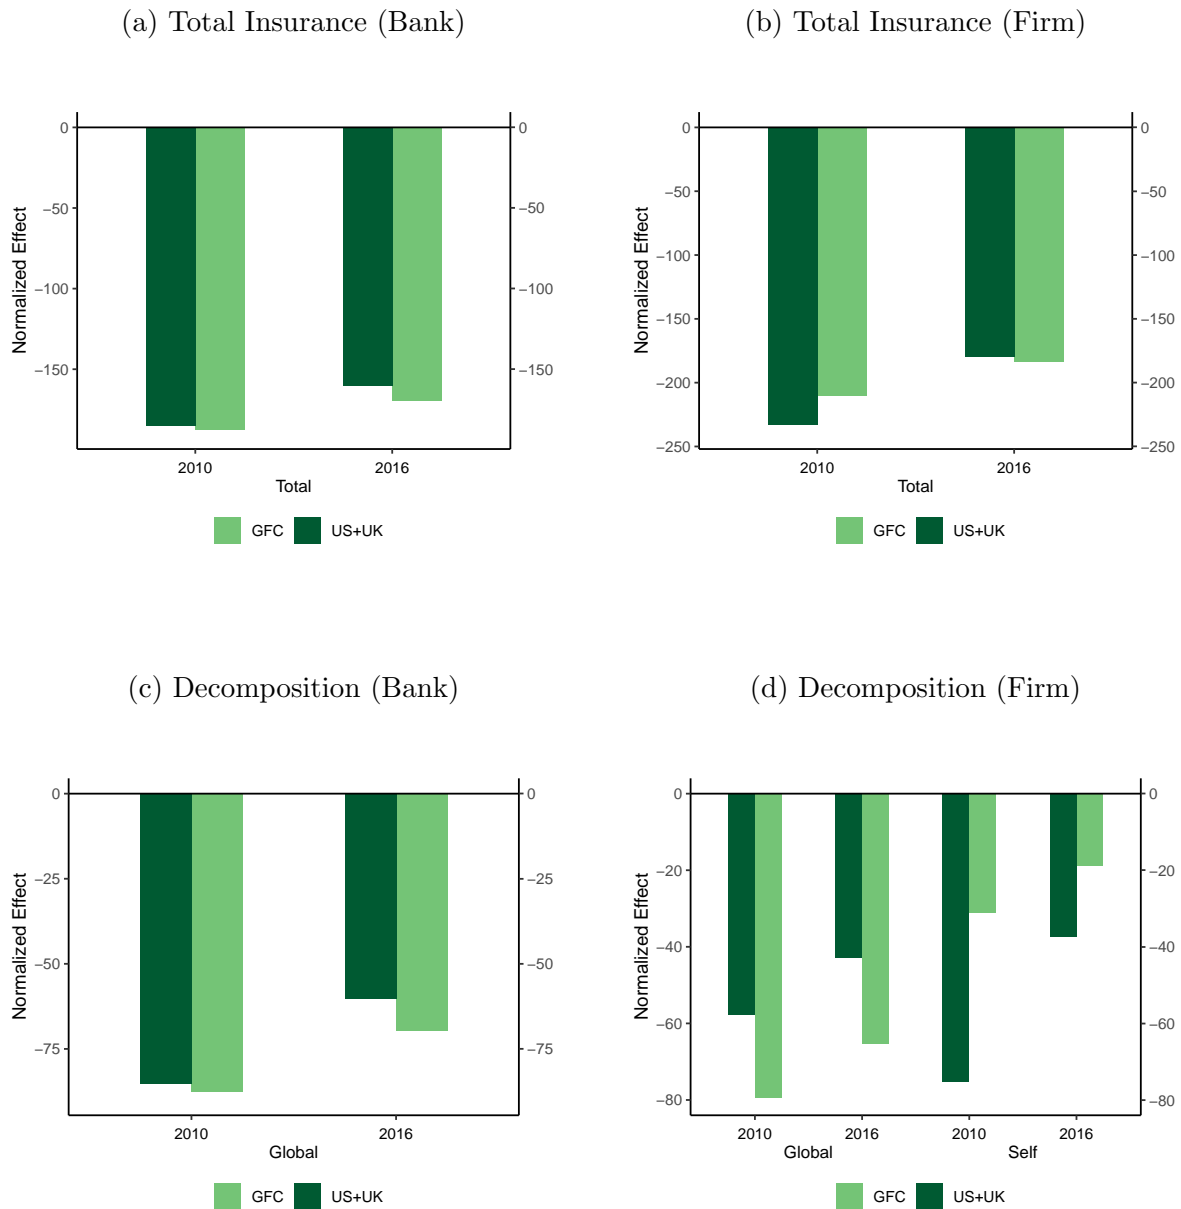 (a) Total Insurance (Bank)
0
−50
−100
−150
0
−50
−100
−150
Normalized Effect
2010 2016
Total
GFC US+UK
(b) Total Insurance (Firm)
0
−50
−100
−150
−200
−250
0
−50
−100
−150
−200
−250
Normalized Effect
2010 2016
Total
GFC US+UK
(c) Decomposition (Bank)
0
−25
−50
−75
0
−25
−50
−75
Normalized Effect
2010 2016
Global
GFC US+UK
(d) Decomposition (Firm)
0
−20
−40
−60
−80
0
−20
−40
−60
−80
Normalized Effect
2010 2016 2010 2016
Global Self
GFC US+UK